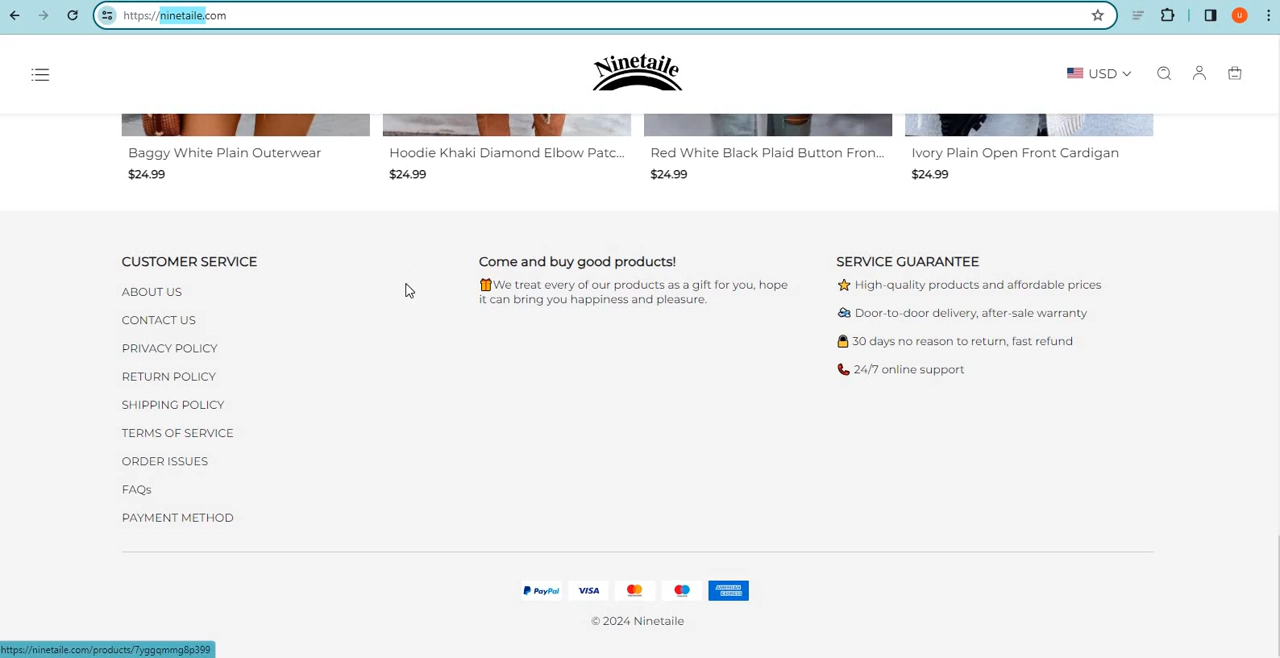 https://ninetaile.com
U
Ninetaile
USD
Baggy White Plain Outerwear
Hoodie Khaki Diamond Elbow Patc...
Red White Black Plaid Button Fron...
Ivory Plain Open Front Cardigan
$24.99
$24.99
$24.99
$24.99
CUSTOMER SERVICE
ABOUT US
CONTACT US
PRIVACY POLICY
RETURN POLICY
SHIPPING POLICY
TERMS OF SERVICE
ORDER ISSUES
FAQs
PAYMENT METHOD
Come and buy good products!
🎁We treat every of our products as a gift for you, hope
it can bring you happiness and pleasure.
SERVICE GUARANTEE
High-quality products and affordable prices
Door-to-door delivery, after-sale warranty
30 days no reason to return, fast refund
24/7 online support
PayPal VISA AMERICAN EXPRESS
© 2024 Ninetaile
https://ninetaile.com/products/7yggqmmg8p399